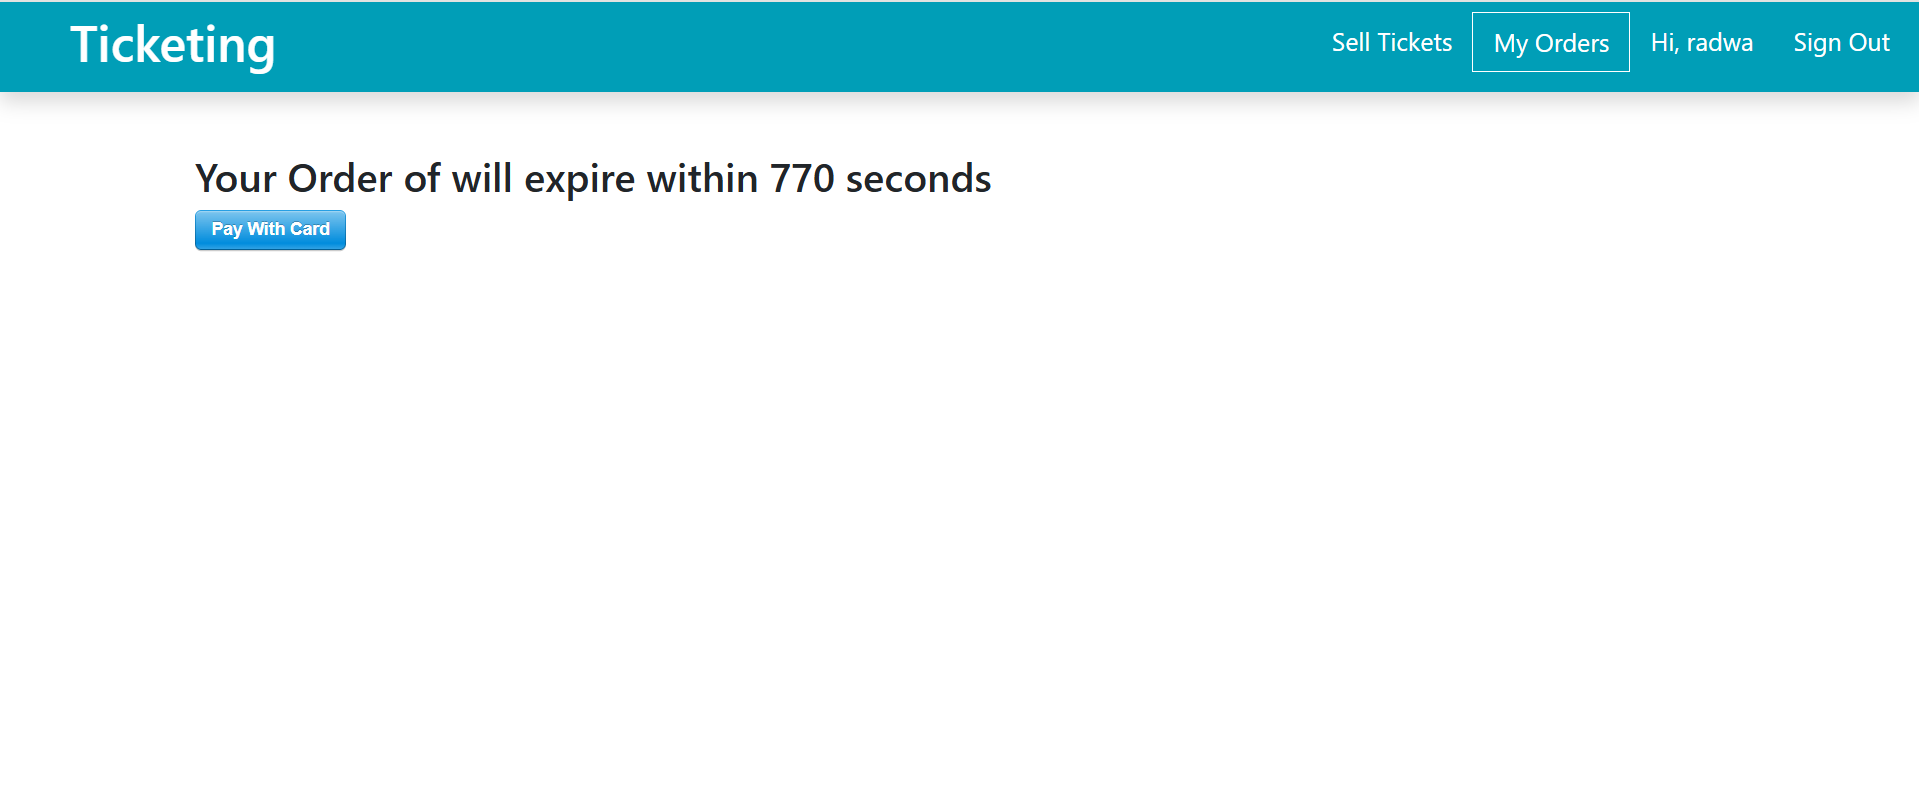 Ticketing
Sell Tickets
My Orders
Hi, radwa
Sign Out
Your Order of will expire within 770 seconds
Pay With Card